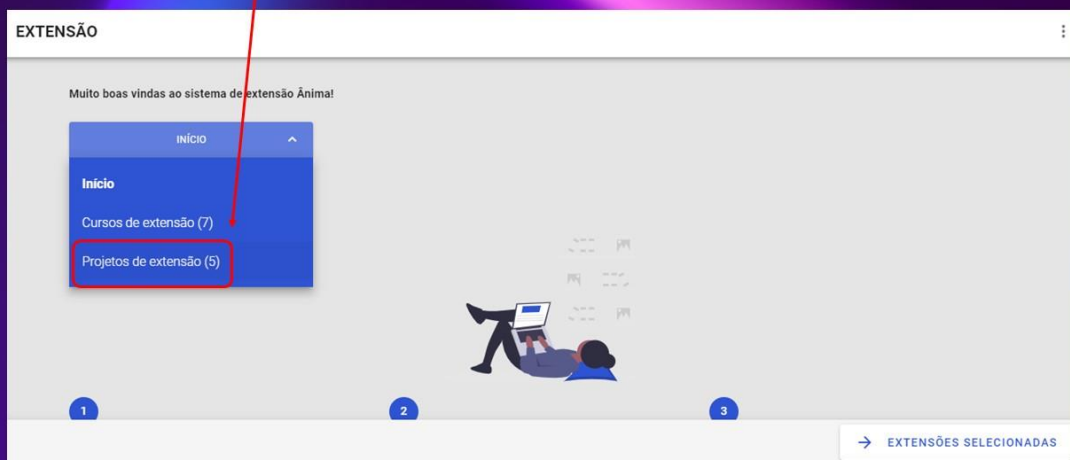 EXTENSÃO
Muito boas vindas ao sistema de extensão Ânima!
INÍCIO
Início
Cursos de extensão (7)
Projetos de extensão (5)
1
2
3
EXTENSÕES SELECIONADAS